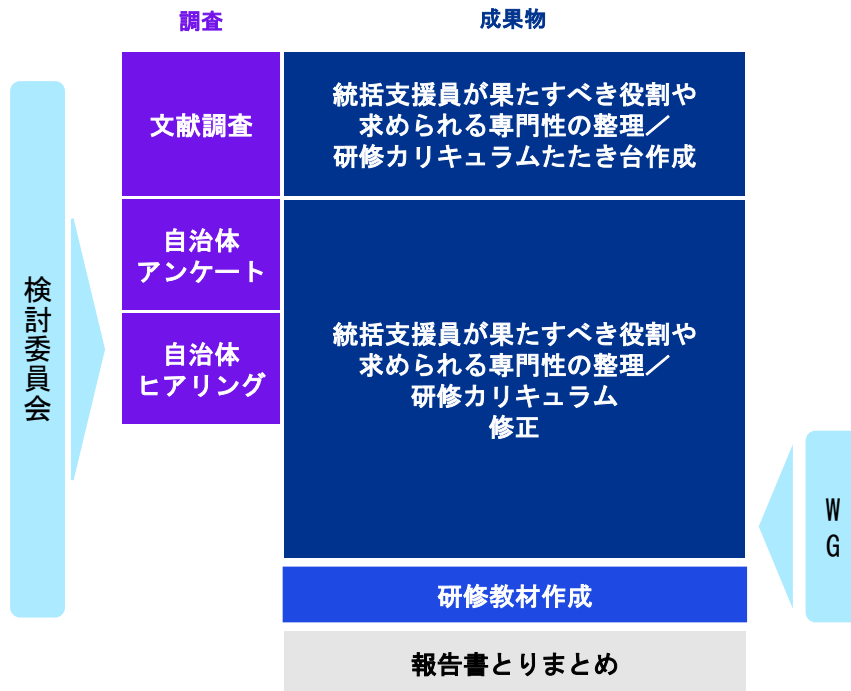 調査
成果物
検討委員会
文献調査
統括支援員が果たすべき役割や
求められる専門性の整理／
研修カリキュラムたたき台作成
自治体
アンケート
自治体
ヒアリング
統括支援員が果たすべき役割や
求められる専門性の整理／
研修カリキュラム
修正
WG
研修教材作成
報告書とりまとめ